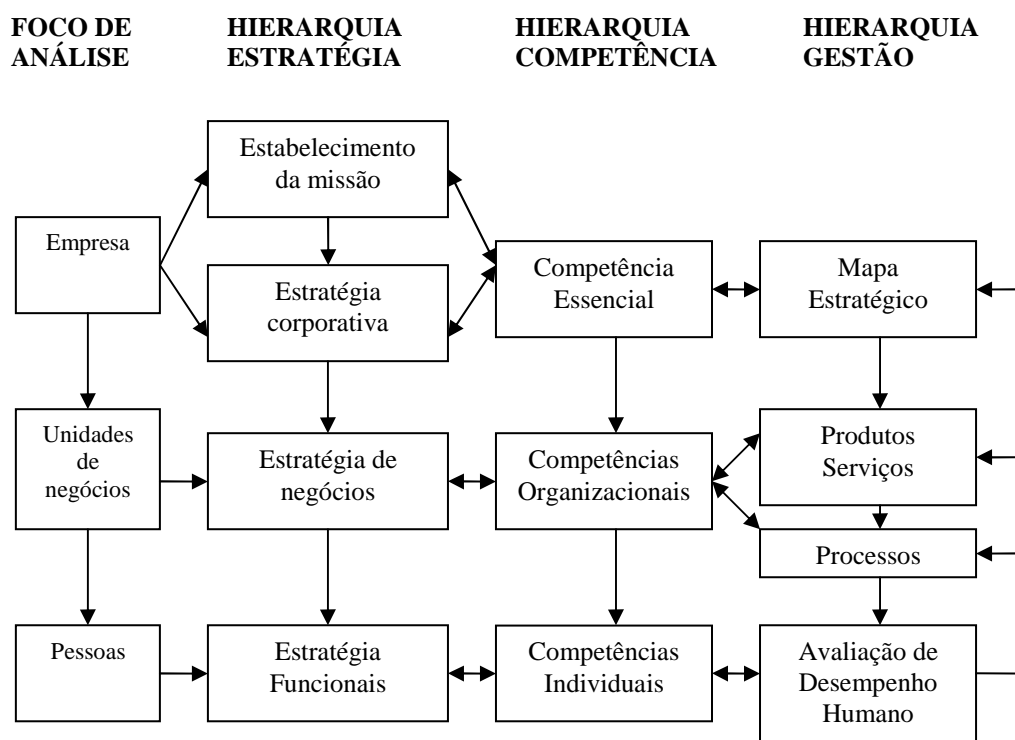 FOCO DE
ANÁLISE
HIERARQUIA
ESTRATÉGIA
HIERARQUIA
COMPETÊNCIA
HIERARQUIA
GESTÃO
Estabelecimento
da missão
Empresa
Estratégia
corporativa
Competência
Essencial
Mapa
Estratégico
Unidades
de
negócios
Estratégia de
negócios
Competências
Organizacionais
Produtos
Serviços
Processos
Pessoas
Estratégia
Funcionais
Competências
Individuais
Avaliação de
Desempenho
Humano